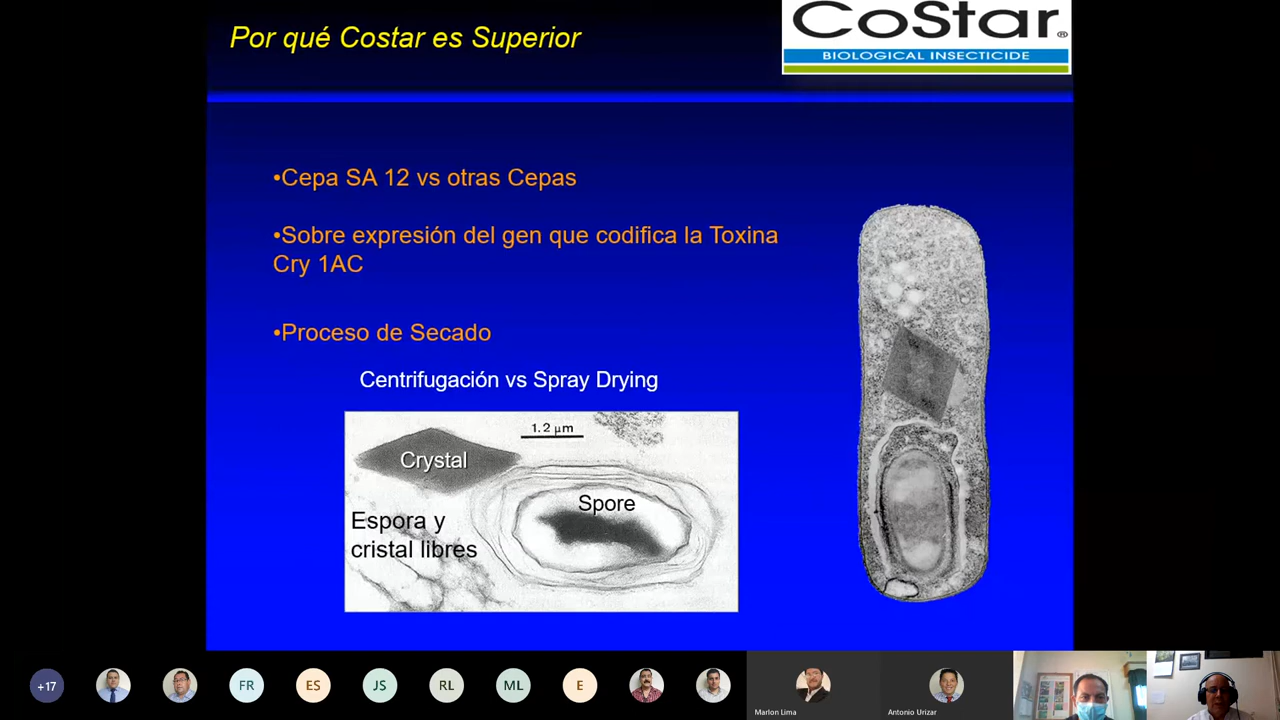 Por qué Costar es Superior
CoStar®
BIOLOGICAL INSECTICIDE
•Cepa SA 12 vs otras Cepas
•Sobre expresión del gen que codifica la Toxina
Cry 1AC
•Proceso de Secado
Centrifugación vs Spray Drying
1.2 µm
Crystal
Spore
Espora y
cristal libres
+17
FR
ES
JS
RL
ML
E
Marlon Lima
Antonio Urizar